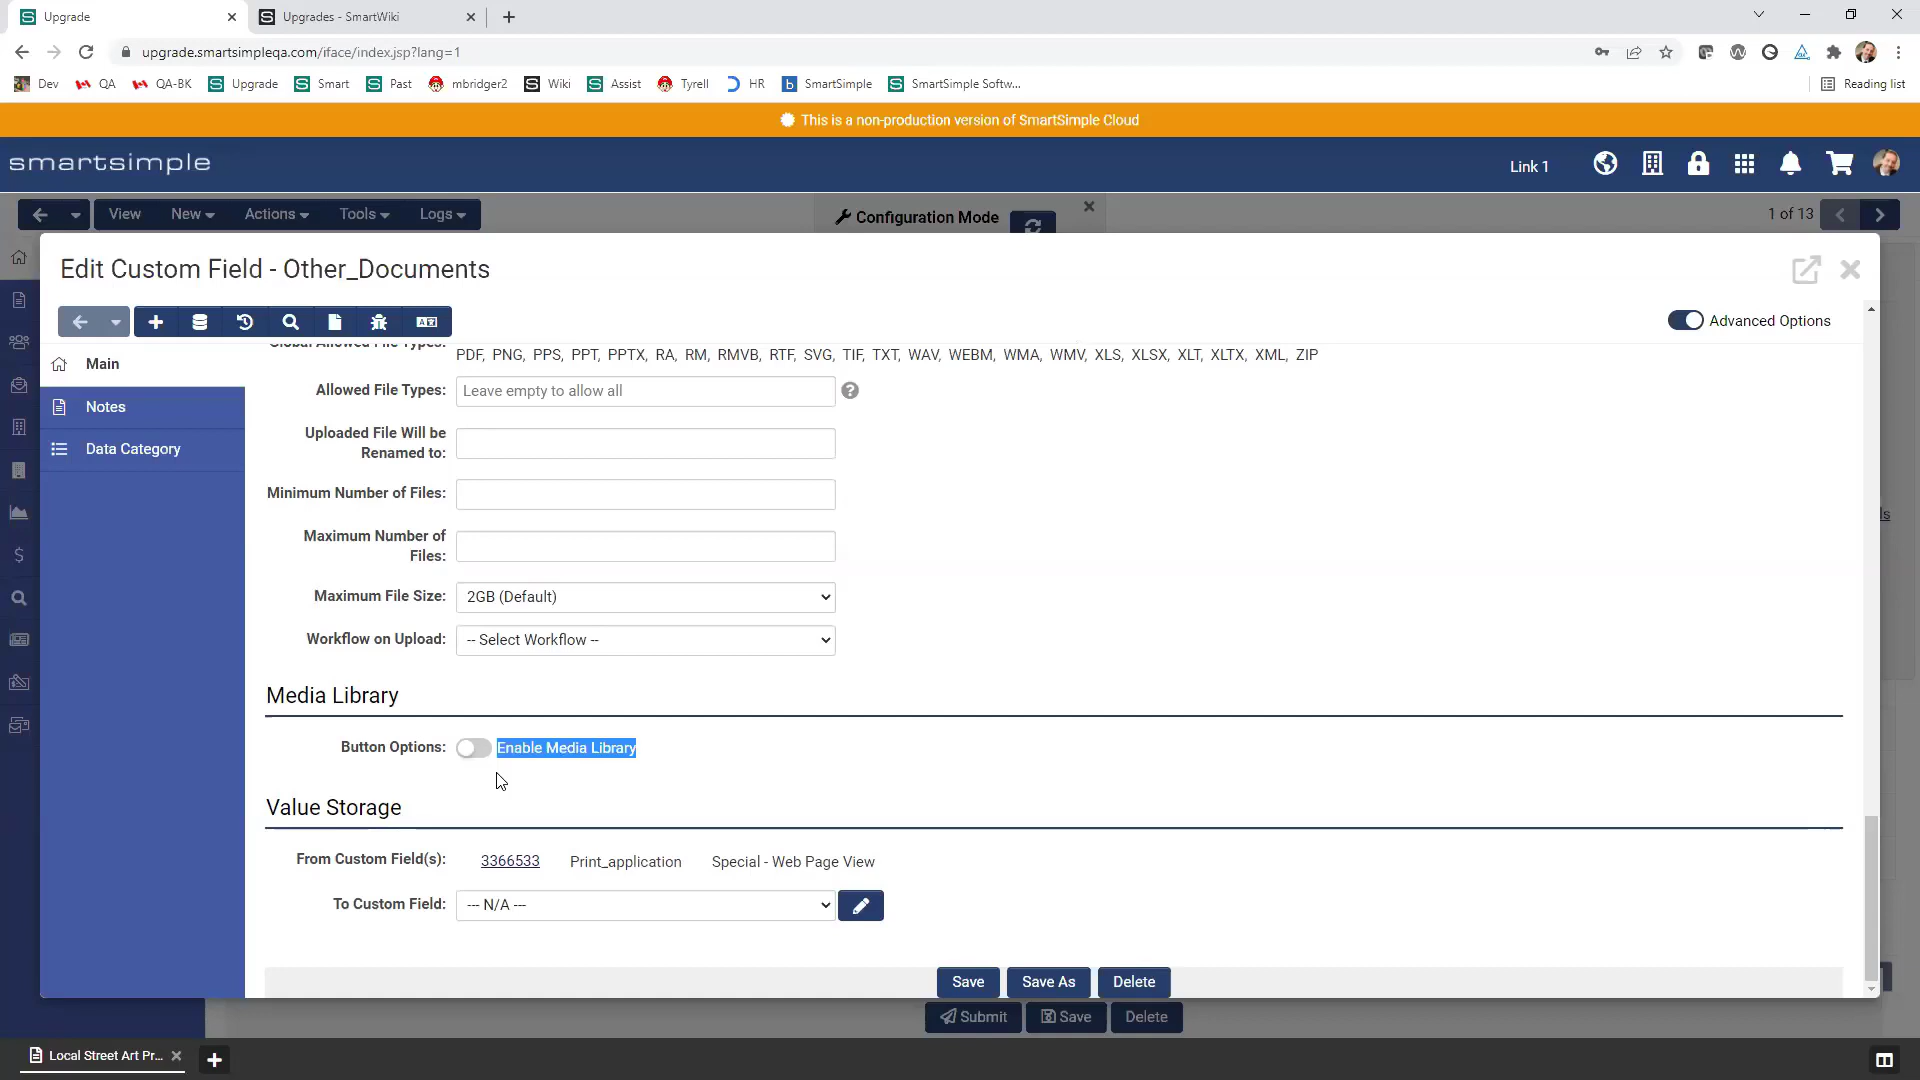 Upgrade
Upgrades - SmartWiki
upgrade.smartsimpleqa.com/iface/index.jsp?lang=1
Dev QA QA-BK Upgrade Smart Past mbridger2 Wiki Assist Tyrell HR SmartSimple SmartSimple Softw... Reading list
This is a non-production version of SmartSimple Cloud
smartsimple
Link 1
View New Actions Tools Logs
Configuration Mode
1 of 13
Edit Custom Field - Other_Documents
Advanced Options
Main
Notes
Data Category
Global Allowed File Types:
PDF, PNG, PPS, PPT, PPTX, RA, RM, RMVB, RTF, SVG, TIF, TXT, WAV, WEBM, WMA, WMV, XLS, XLSX, XLT, XLTX, XML, ZIP
Allowed File Types: Leave empty to allow all
Uploaded File Will be
Renamed to:
Minimum Number of Files:
Maximum Number of
Files:
Maximum File Size: 2GB (Default)
Workflow on Upload: -- Select Workflow --
Media Library
Button Options: Enable Media Library
Value Storage
From Custom Field(s): 3366533 Print_application Special - Web Page View
To Custom Field: --- N/A ---
Save Save As Delete
Submit Save Delete
Local Street Art Pr...